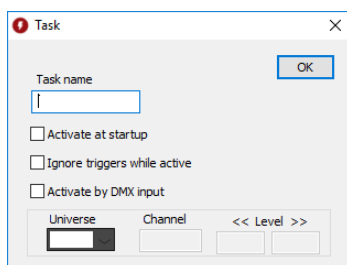 Task
OK
Task name
Activate at startup
Ignore triggers while active
Activate by DMX input
Universe Channel << Level >>